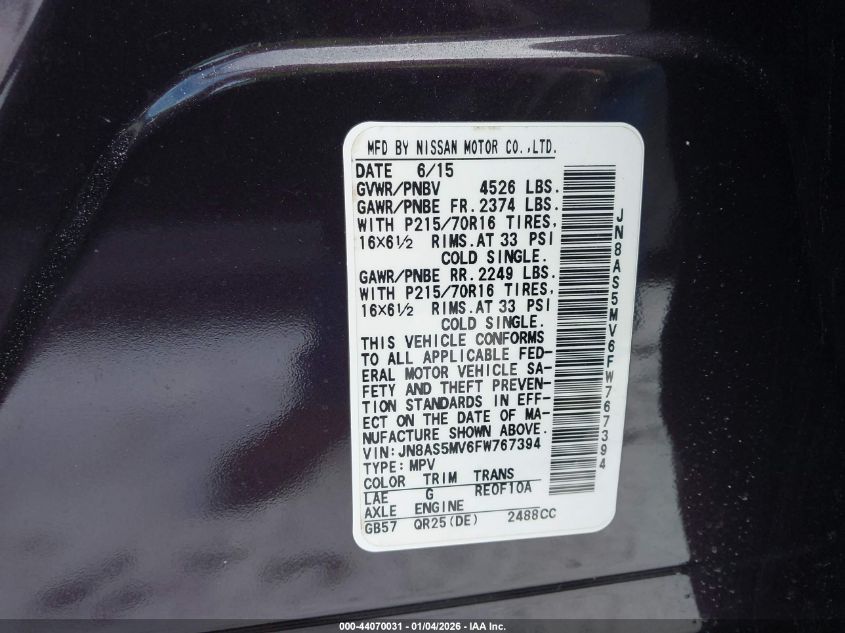 MFD BY NISSAN MOTOR CO.,LTD.
DATE 6/15
GVWR/PNBV 4526 LBS.
GAWR/PNBE FR.2374 LBS.
WITH P215/70R16 TIRES,
16×6½ RIMS.AT 33 PSI
COLD SINGLE.
GAWR/PNBE RR.2249 LBS.
WITH P215/70R16 TIRES,
16×6½ RIMS.AT 33 PSI
COLD SINGLE.
THIS VEHICLE CONFORMS
TO ALL APPLICABLE FED-
ERAL MOTOR VEHICLE SA-
FETY AND THEFT PREVEN-
TION STANDARDS IN EFF-
ECT ON THE DATE OF MA-
NUFACTURE SHOWN ABOVE.
VIN:JN8AS5MV6FW767394
TYPE:MPV
COLOR TRIM TRANS
LAE G RE0F10A
AXLE ENGINE
GB57 QR25(DE) 2488CC
JN8AS5MV6FW767394
000-44070031 - 01/04/2026 - IAA Inc.